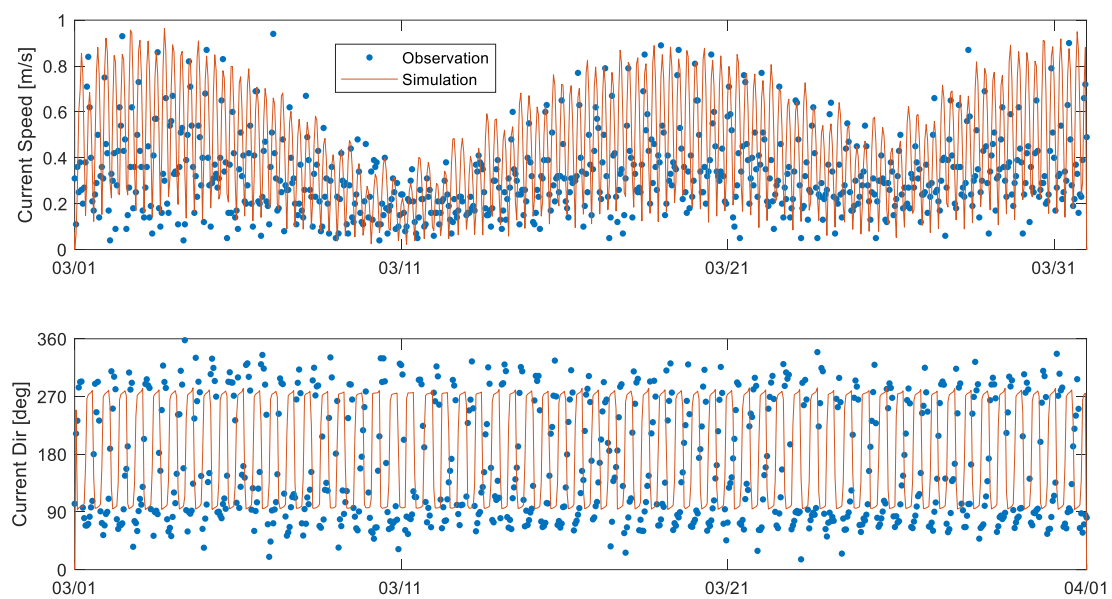 1
0.8
0.6
0.4
0.2
0
Current Speed [m/s]
Observation
Simulation
03/01 03/11 03/21 03/31
360
270
180
90
0
Current Dir [deg]
03/01 03/11 03/21 04/01